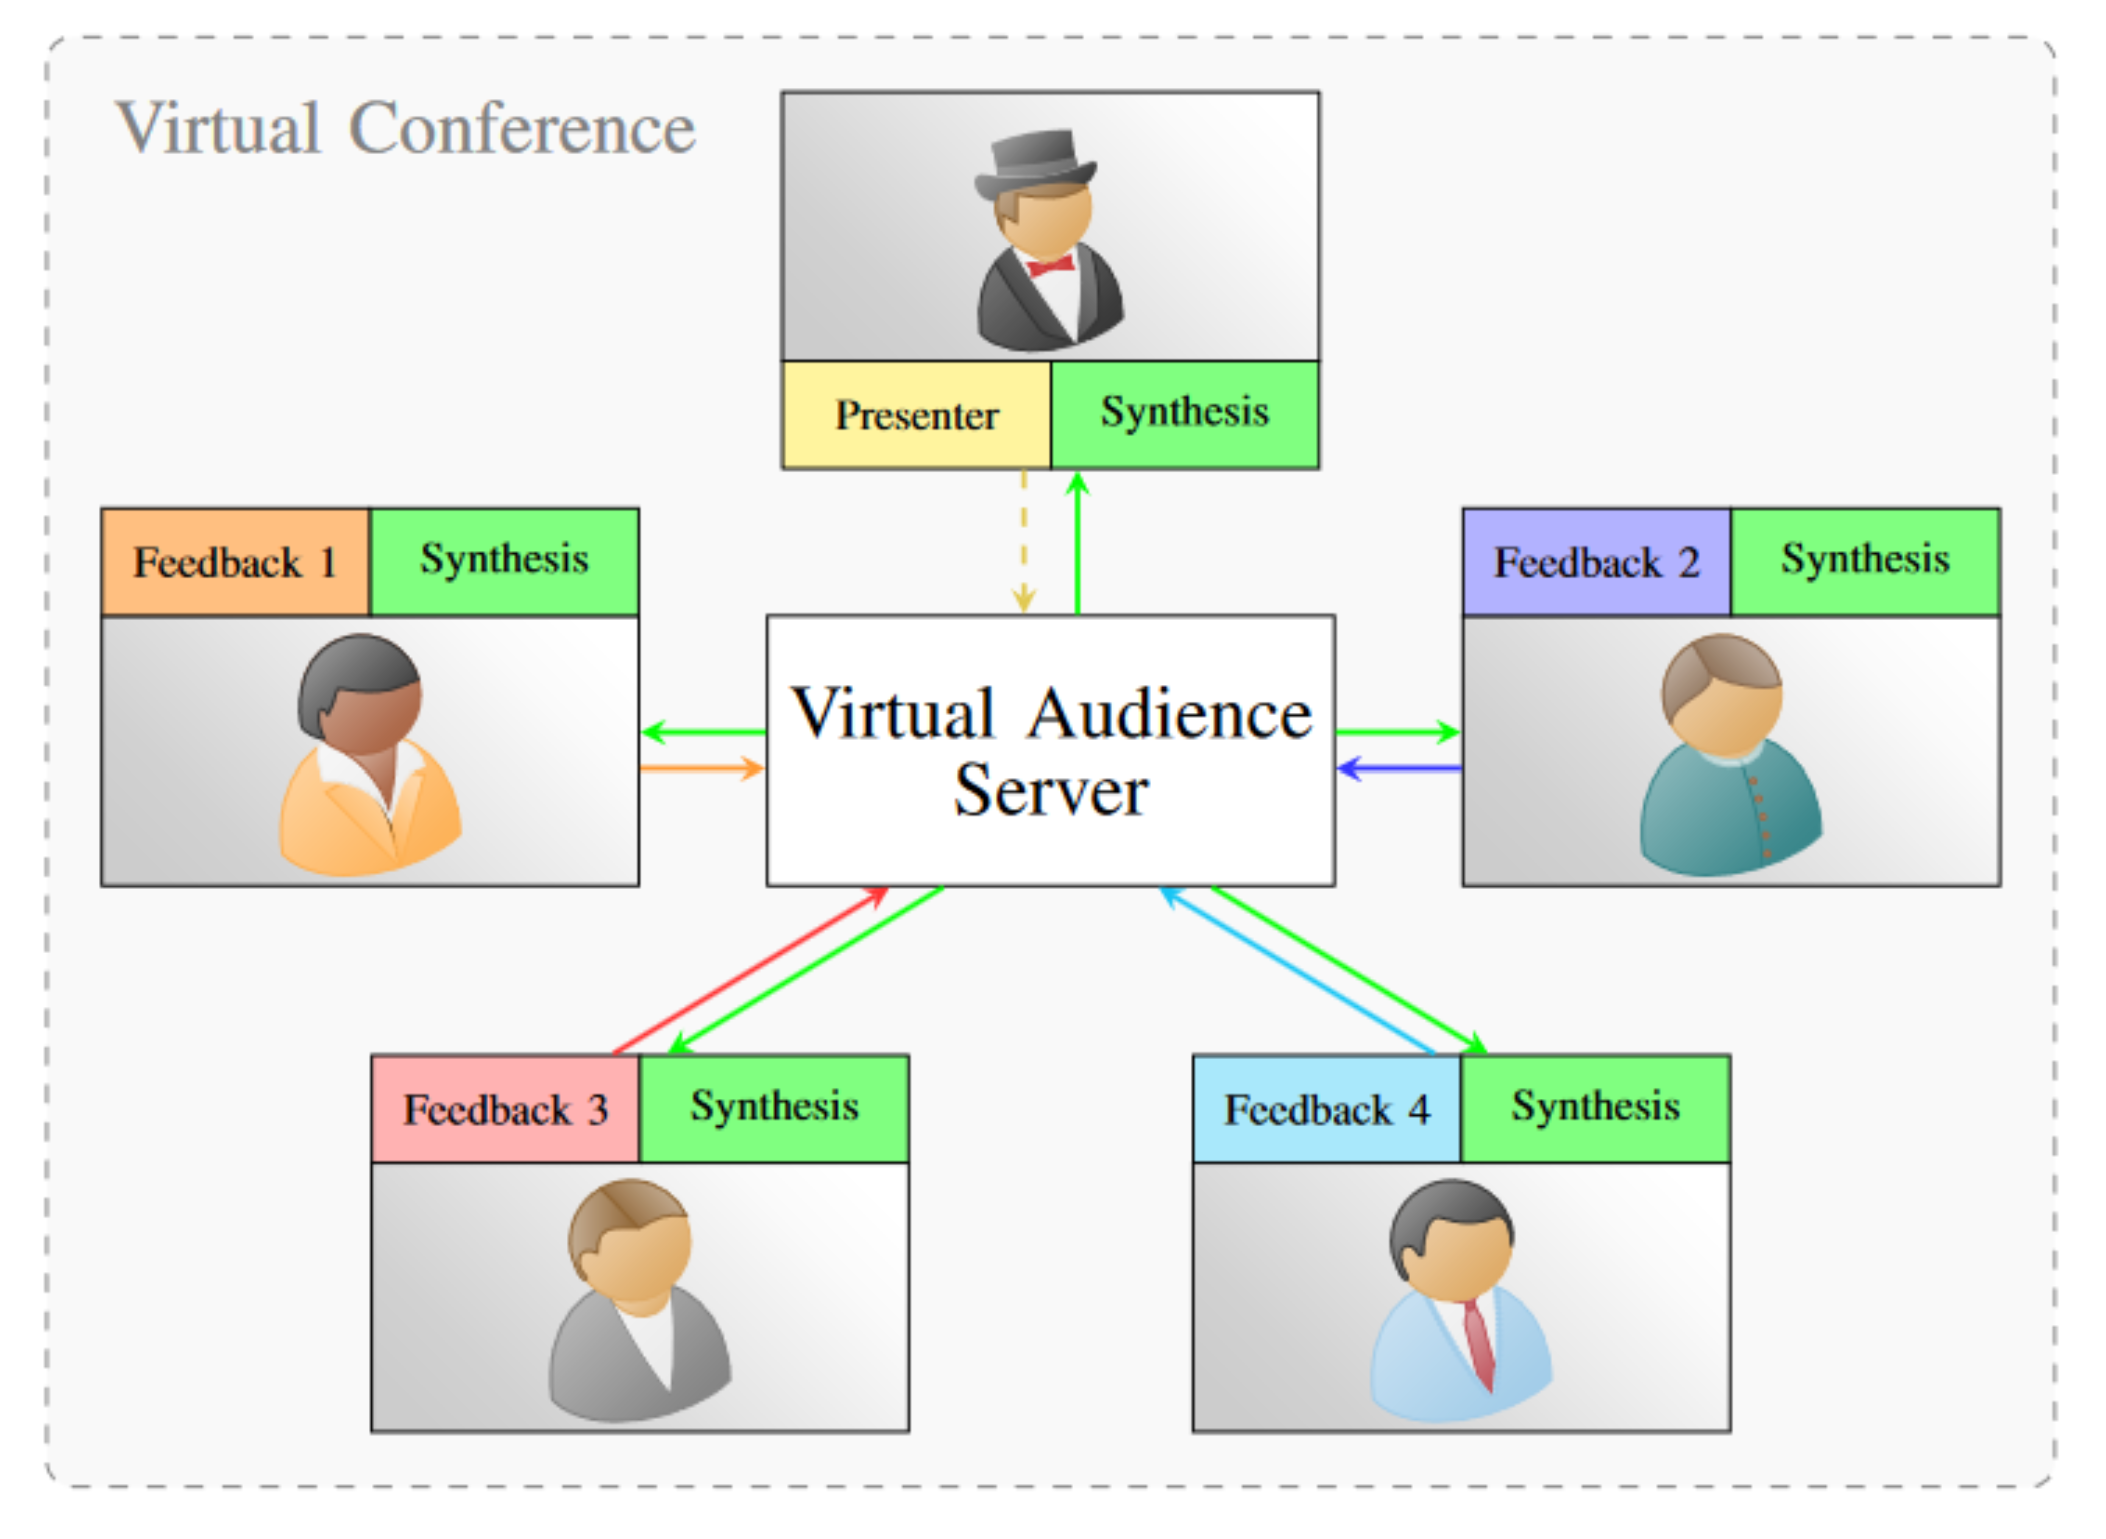 Virtual Conference
Presenter
Synthesis
Feedback 1
Synthesis
Feedback 2
Synthesis
Virtual Audience
Server
Feedback 3
Synthesis
Feedback 4
Synthesis